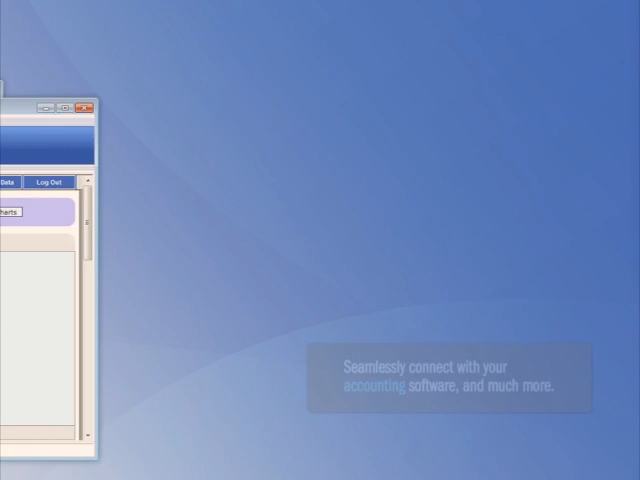 Data
Log Out
harts
Seamlessly connect with your
accounting software, and much more.